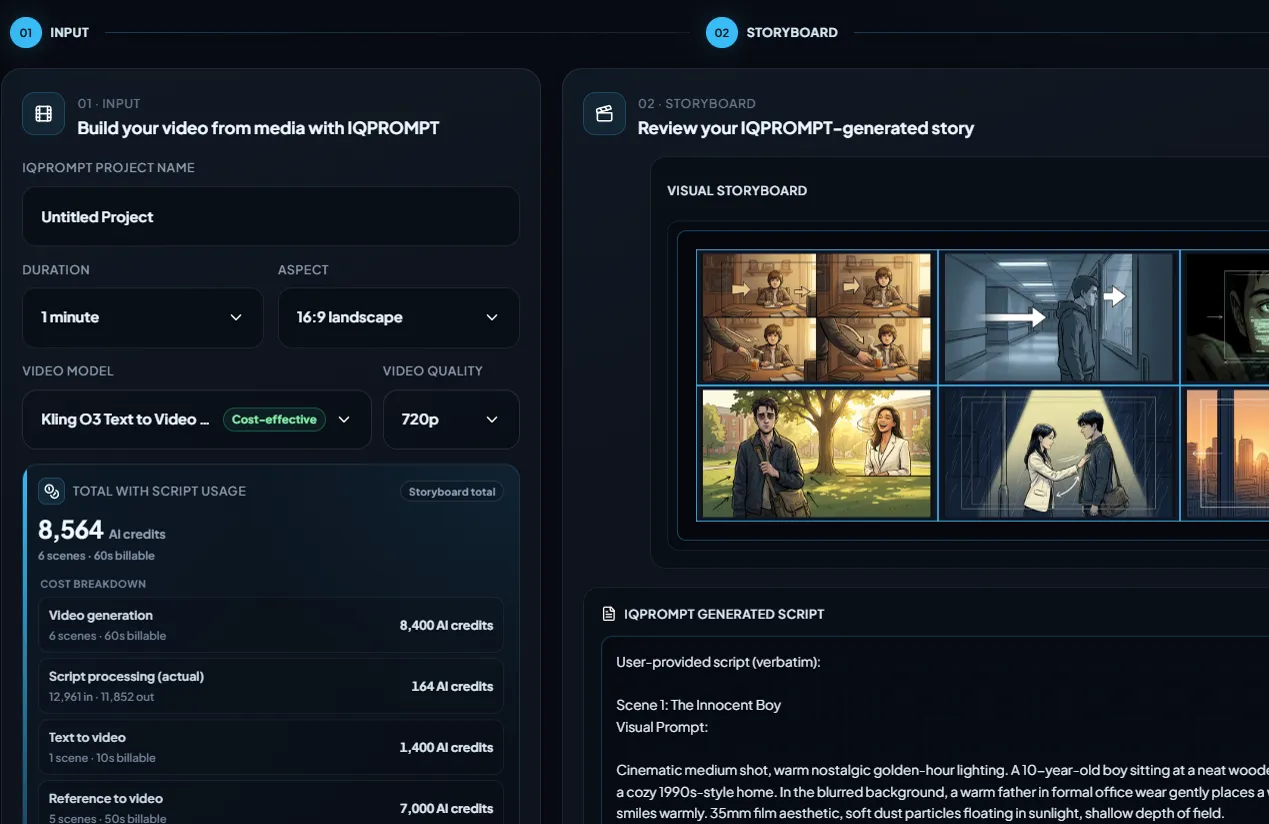 01 INPUT
02 STORYBOARD
01 · INPUT
Build your video from media with IQPROMPT
IQPROMPT PROJECT NAME
Untitled Project
DURATION
ASPECT
1 minute
16:9 landscape
VIDEO MODEL
VIDEO QUALITY
Kling O3 Text to Video ...
Cost-effective
720p
TOTAL WITH SCRIPT USAGE
Storyboard total
8,564 AI credits
6 scenes · 60s billable
COST BREAKDOWN
Video generation
8,400 AI credits
6 scenes · 60s billable
Script processing (actual)
164 AI credits
12,961 in · 11,852 out
Text to video
1,400 AI credits
1 scene · 10s billable
Reference to video
7,000 AI credits
5 scenes · 50s billable
02 · STORYBOARD
Review your IQPROMPT-generated story
VISUAL STORYBOARD
IQPROMPT GENERATED SCRIPT
User-provided script (verbatim):
Scene 1: The Innocent Boy
Visual Prompt:
Cinematic medium shot, warm nostalgic golden-hour lighting. A 10-year-old boy sitting at a neat
a cozy 1990s-style home. In the blurred background, a warm father in formal office wear gently places a
smiles warmly. 35mm film aesthetic, soft dust particles floating in sunlight, shallow depth of field.